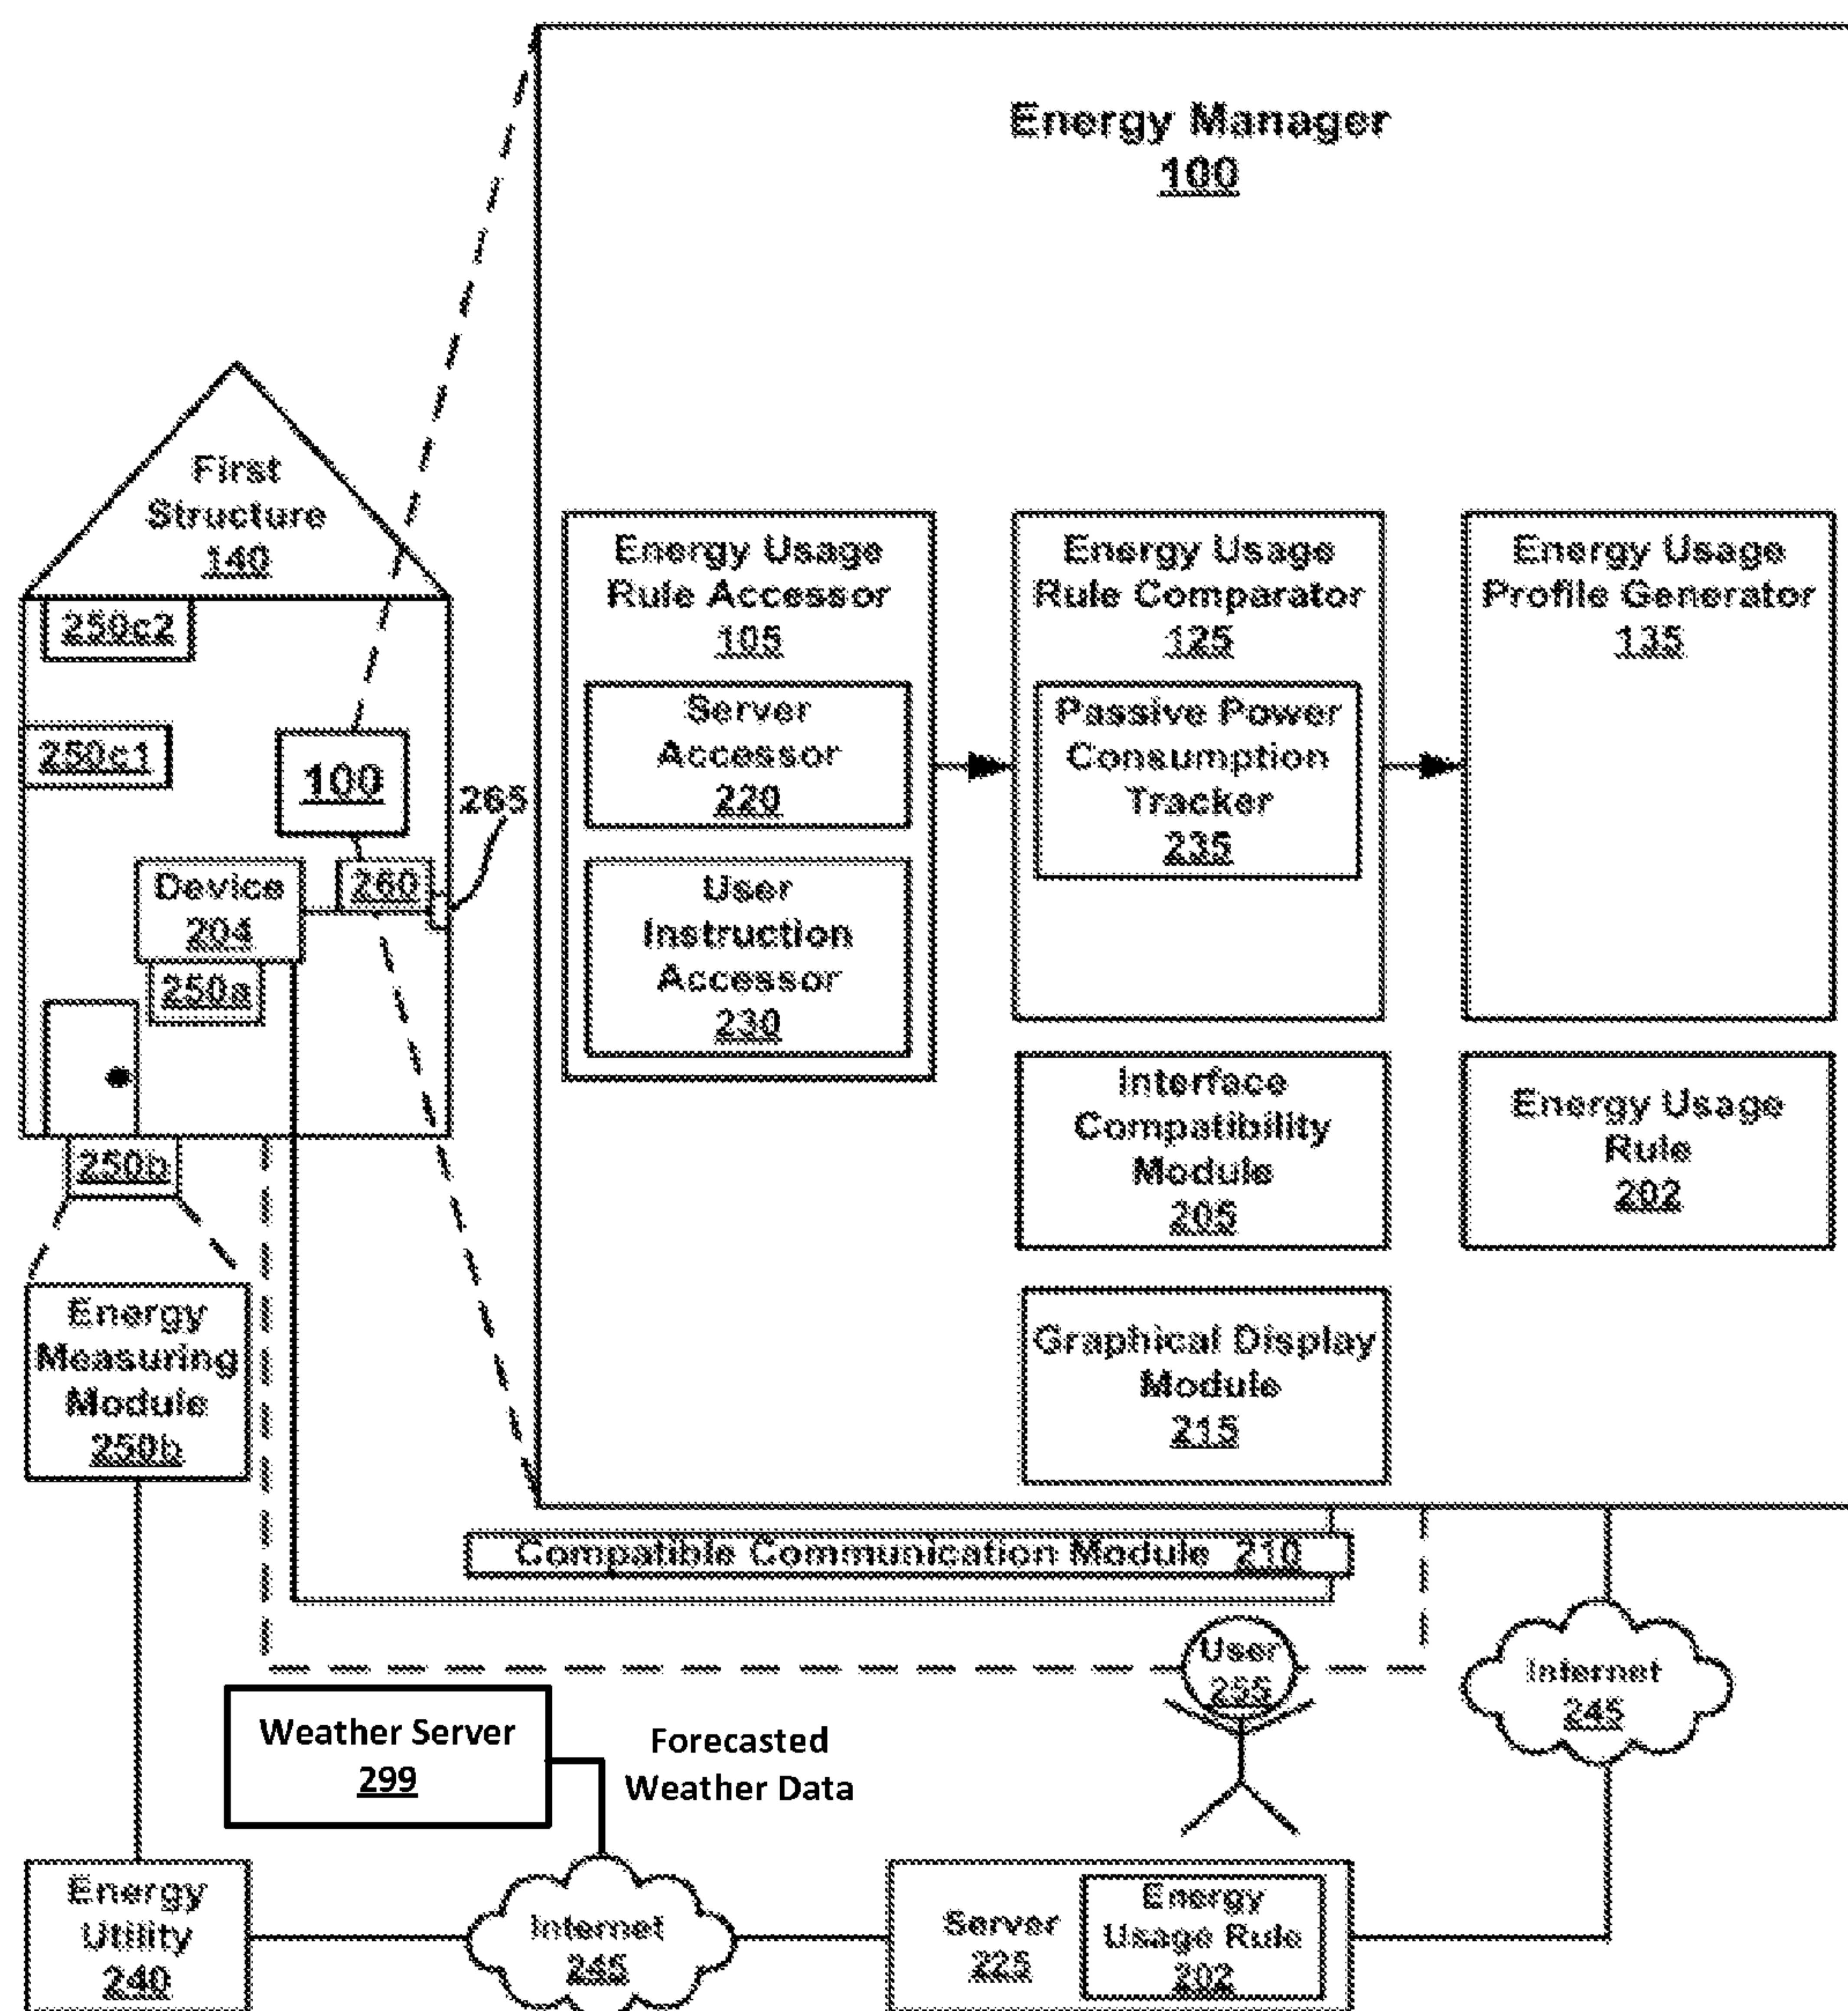 Energy Manager
100
First
Structure
140
250c2
250c1
100
265
260
Device
204
250a
250b
Energy
Measuring
Module
250b
Energy Usage
Rule Accessor
105
Server
Accessor
220
User
Instruction
Accessor
230
Energy Usage
Rule Comparator
125
Passive Power
Consumption
Tracker
235
Energy Usage
Profile Generator
135
Interface
Compatibility
Module
205
Energy Usage
Rule
202
Graphical Display
Module
215
Compatible Communication Module 210
User
255
Internet
245
Weather Server
299
Forecasted
Weather Data
Energy
Utility
240
Internet
245
Server
225
Energy
Usage Rule
202